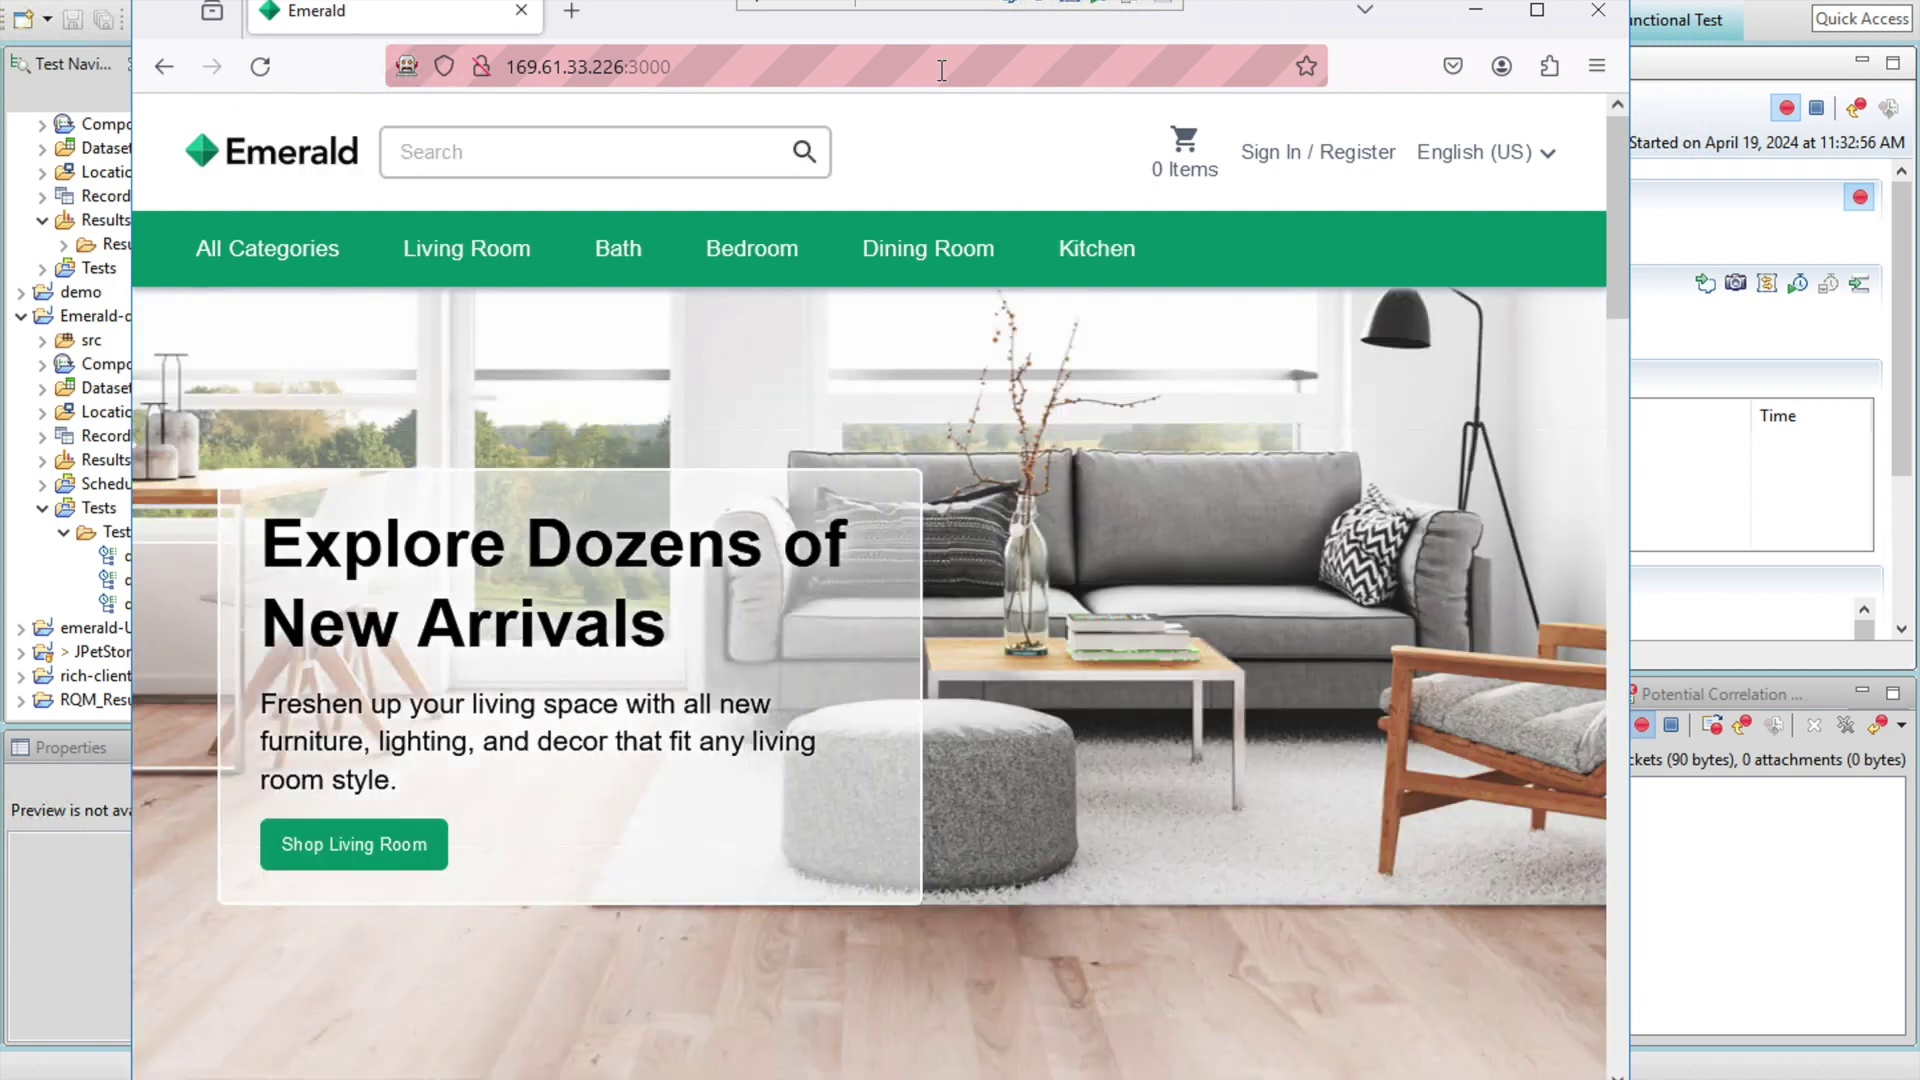 Emerald
nctional Test
Quick Access
Test Navi...
169.61.33.226:3000
Started on April 19, 2024 at 11:32:56 AM
Emerald
Search
0 Items
Sign In / Register
English (US)
All Categories
Living Room
Bath
Bedroom
Dining Room
Kitchen
Compo
Dataset
Locatio
Record
Results
Resu
Tests
demo
Emerald-c
src
Compo
Dataset
Locatio
Record
Results
Schedu
Tests
Test
emerald-U
> JPetStor
rich-client
RQM_Resu
Time
Explore Dozens of
New Arrivals
Freshen up your living space with all new
furniture, lighting, and decor that fit any living
room style.
Shop Living Room
Properties
Preview is not ava
Potential Correlation ...
ckets (90 bytes), 0 attachments (0 bytes)